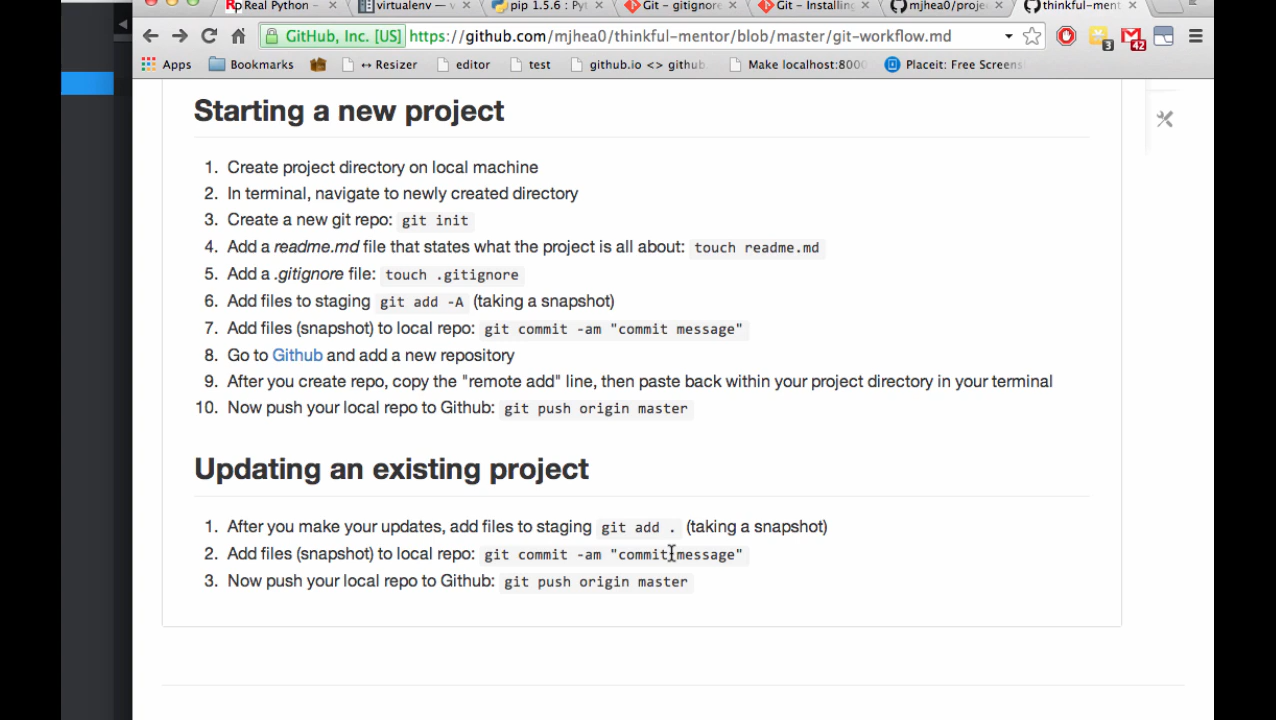 Real Python –
virtualenv —
pip 1.5.6 : Pyt
Git - gitignore
Git - Installing
mjhea0/proje
thinkful-ment
GitHub, Inc. [US] https://github.com/mjhea0/thinkful-mentor/blob/master/git-workflow.md
3
42
Apps Bookmarks ↔ Resizer editor test github.io <> github Make localhost:8000 Placeit: Free Screens
Starting a new project
1. Create project directory on local machine
2. In terminal, navigate to newly created directory
3. Create a new git repo: git init
4. Add a readme.md file that states what the project is all about: touch readme.md
5. Add a .gitignore file: touch .gitignore
6. Add files to staging git add -A (taking a snapshot)
7. Add files (snapshot) to local repo: git commit -am "commit message"
8. Go to Github and add a new repository
9. After you create repo, copy the "remote add" line, then paste back within your project directory in your terminal
10. Now push your local repo to Github: git push origin master
Updating an existing project
1. After you make your updates, add files to staging git add . (taking a snapshot)
2. Add files (snapshot) to local repo: git commit -am "commit message"
3. Now push your local repo to Github: git push origin master